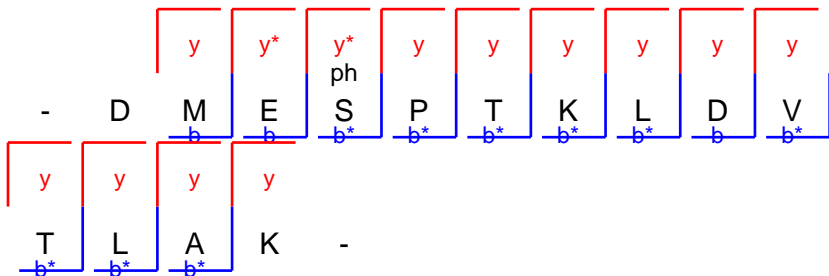 y y* y* y y y y y y
ph
- D M E S P T K L D V
b b b* b* b* b* b* b b*
y y y y
T L A K -
b* b* b*